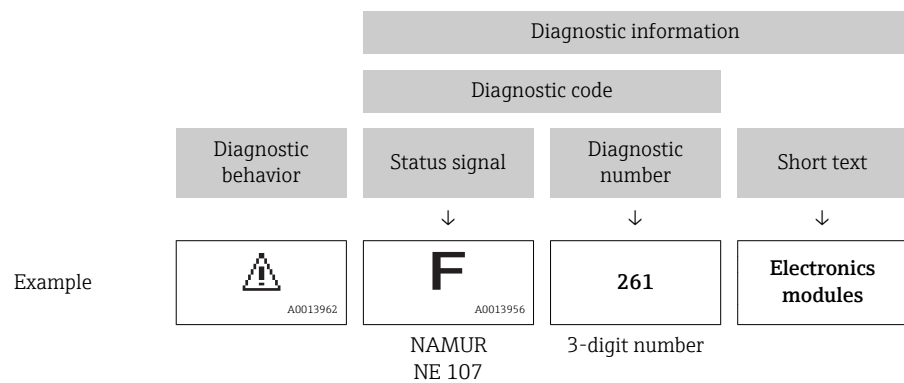 Diagnostic information
Diagnostic code
Diagnostic
behavior
Status signal
Diagnostic
number
Short text
↓ ↓ ↓
Example
A0013962
F
A0013956
261
Electronics
modules
NAMUR
NE 107
3-digit number